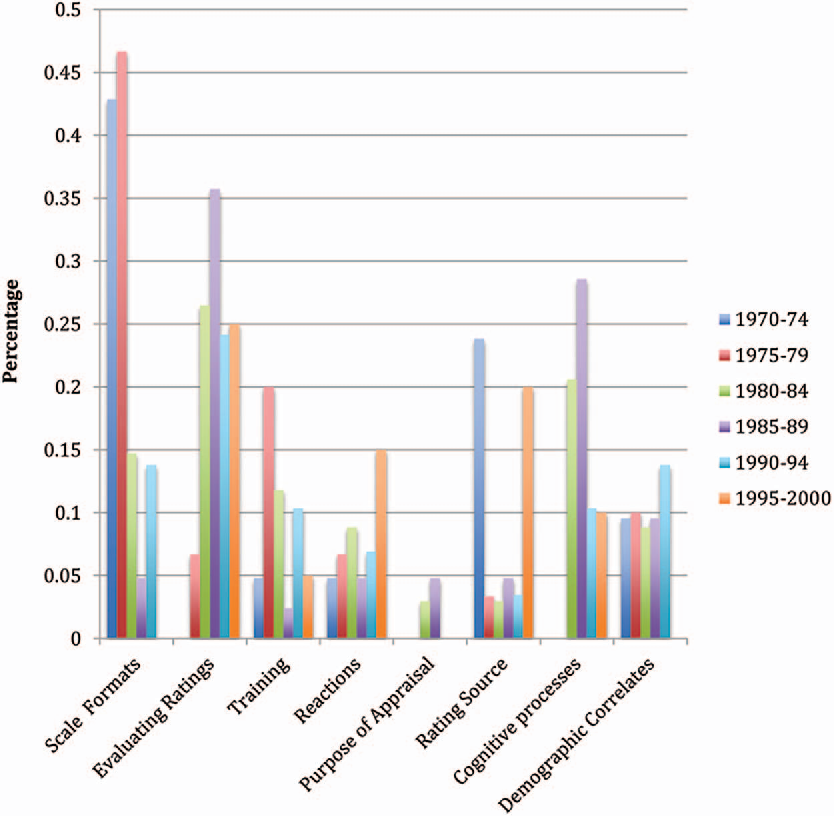 0.5
0.45
0.4
0.35
0.3
0.25
0.2
0.15
0.1
0.05
0
Percentage
Scale Formats
Evaluating Ratings
Training
Reactions
Purpose of Appraisal
Rating Source
Cognitive processes
Demographic Correlates
1970-74
1975-79
1980-84
1985-89
1990-94
1995-2000